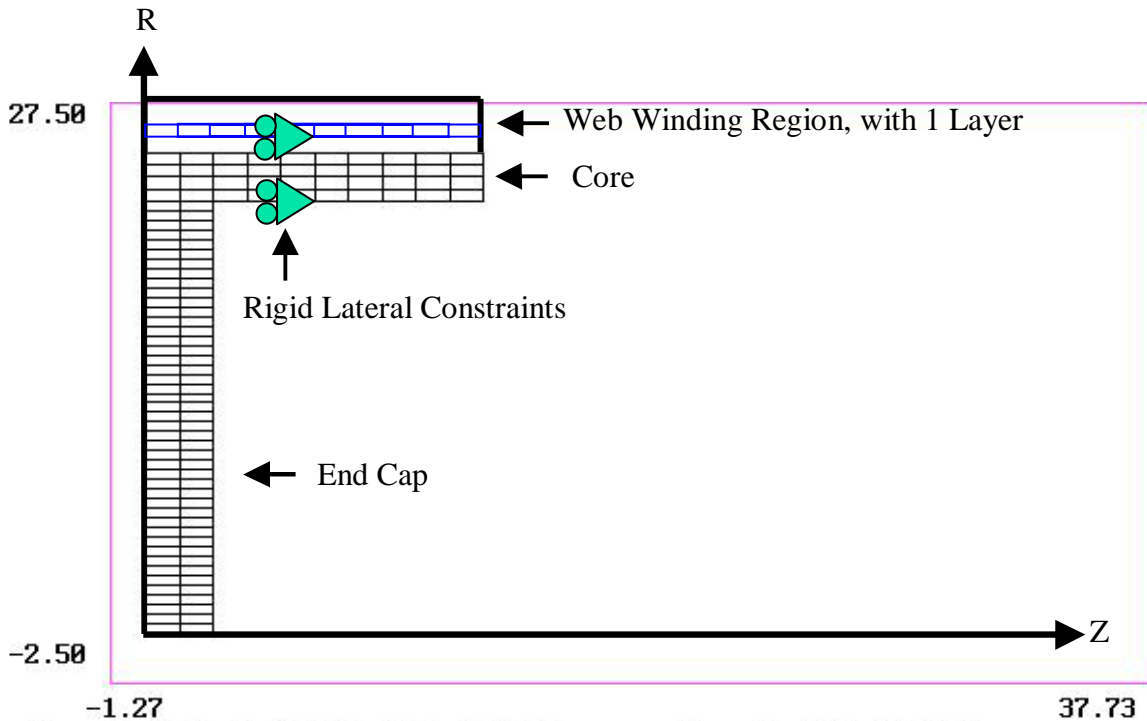 R
27.50
Web Winding Region, with 1 Layer
Core
Rigid Lateral Constraints
End Cap
Z
-2.50
-1.27
37.73